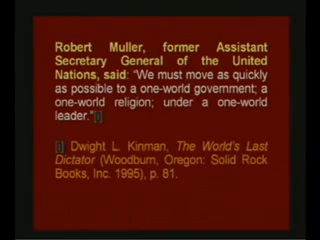 Robert Muller, former Assistant
Secretary General of the United
Nations, said: “We must move as quickly
as possible to a one-world government; a
one-world religion; under a one-world
leader.”[i]
[i] Dwight L. Kinman, The World’s Last
Dictator (Woodburn, Oregon: Solid Rock
Books, Inc. 1995), p. 81.